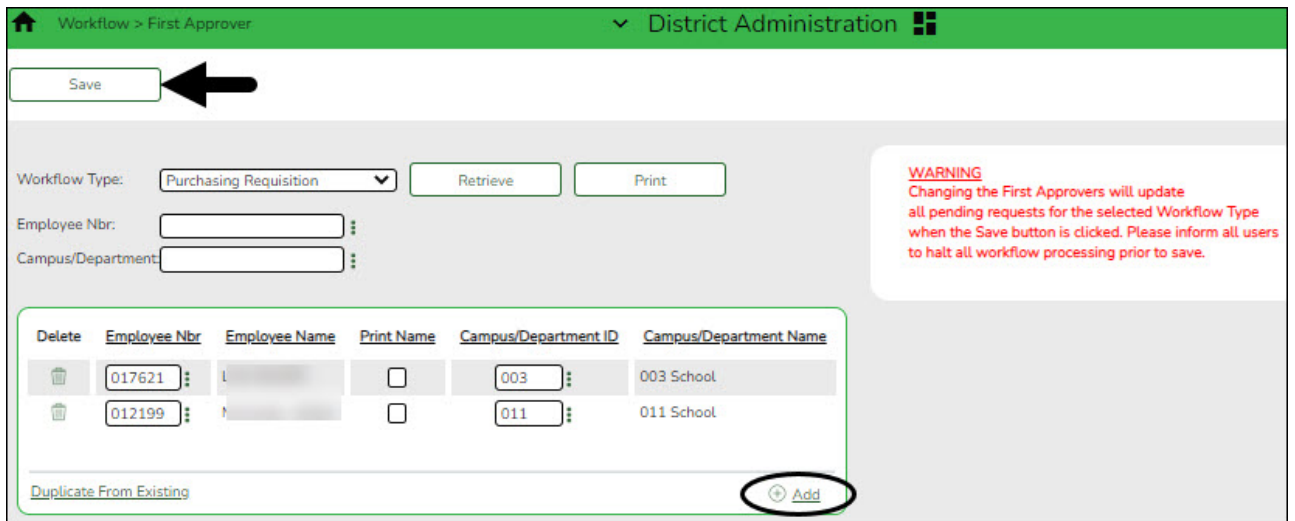 Workflow > First Approver
District Administration
Save
Workflow Type: Purchasing Requisition Retrieve Print
Employee Nbr:
Campus/Department:
WARNING
Changing the First Approvers will update
all pending requests for the selected Workflow Type
when the Save button is clicked. Please inform all users
to halt all workflow processing prior to save.
Delete Employee Nbr Employee Name Print Name Campus/Department ID Campus/Department Name
017621 003 003 School
012199 011 011 School
Duplicate From Existing Add